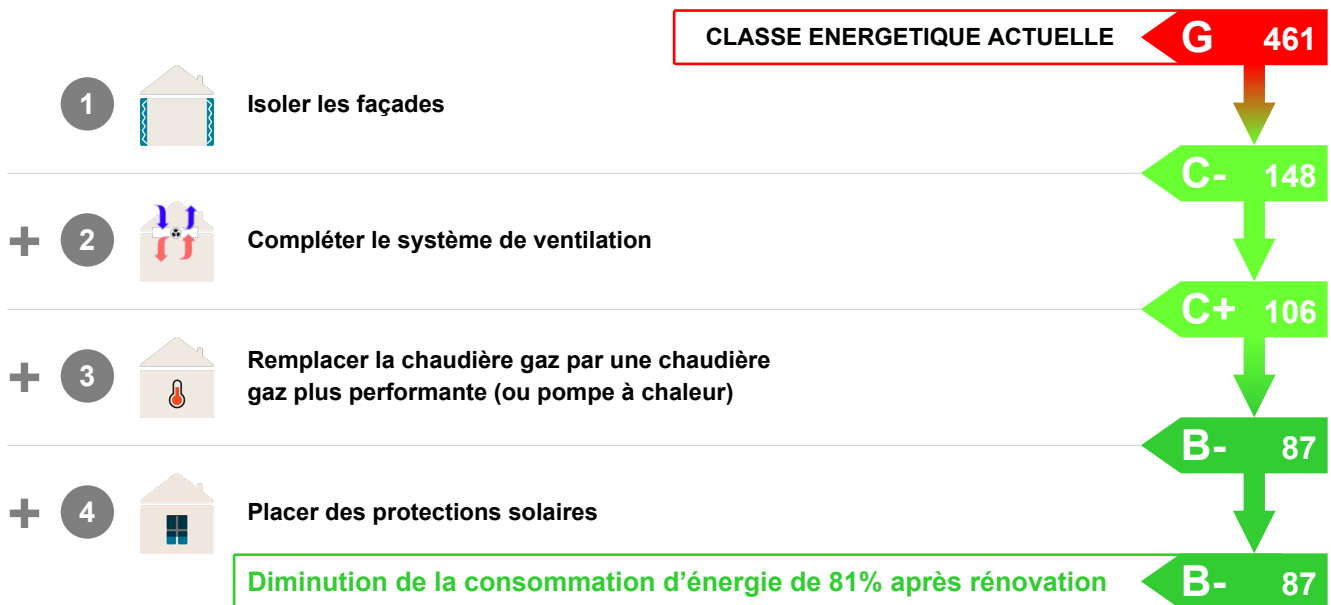 CLASSE ENERGETIQUE ACTUELLE G 461
1 Isoler les façades
C- 148
+ 2 Compléter le système de ventilation
C+ 106
+ 3 Remplacer la chaudière gaz par une chaudière
gaz plus performante (ou pompe à chaleur)
B- 87
+ 4 Placer des protections solaires
Diminution de la consommation d’énergie de 81% après rénovation B- 87